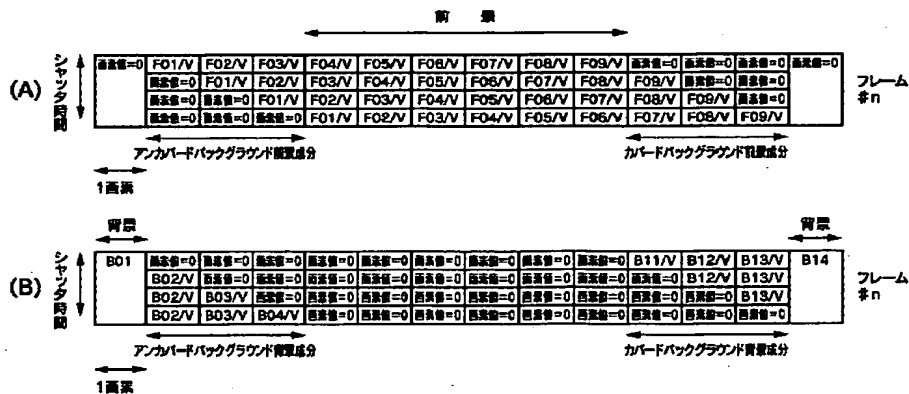 前 景
(A)
シャッタ時間
画素値=0 F01/V F02/V F03/V F04/V F05/V F06/V F07/V F08/V F09/V 画素値=0 画素値=0 画素値=0 画素値=0
画素値=0 F01/V F02/V F03/V F04/V F05/V F06/V F07/V F08/V F09/V 画素値=0 画素値=0
画素値=0 画素値=0 F01/V F02/V F03/V F04/V F05/V F06/V F07/V F08/V F09/V 画素値=0
画素値=0 画素値=0 画素値=0 F01/V F02/V F03/V F04/V F05/V F06/V F07/V F08/V F09/V
フレーム
#n
アンカバードバックグラウンド前景成分 カバードバックグラウンド前景成分
1画素
背景 背景
(B)
シャッタ時間
B01 画素値=0 画素値=0 画素値=0 画素値=0 画素値=0 画素値=0 画素値=0 画素値=0 画素値=0 B11/V B12/V B13/V B14
B02/V 画素値=0 画素値=0 画素値=0 画素値=0 画素値=0 画素値=0 画素値=0 画素値=0 画素値=0 B12/V B13/V
B02/V B03/V 画素値=0 画素値=0 画素値=0 画素値=0 画素値=0 画素値=0 画素値=0 画素値=0 画素値=0 B13/V
B02/V B03/V B04/V 画素値=0 画素値=0 画素値=0 画素値=0 画素値=0 画素値=0 画素値=0 画素値=0 画素値=0
フレーム
#n
アンカバードバックグラウンド背景成分 カバードバックグラウンド背景成分
1画素